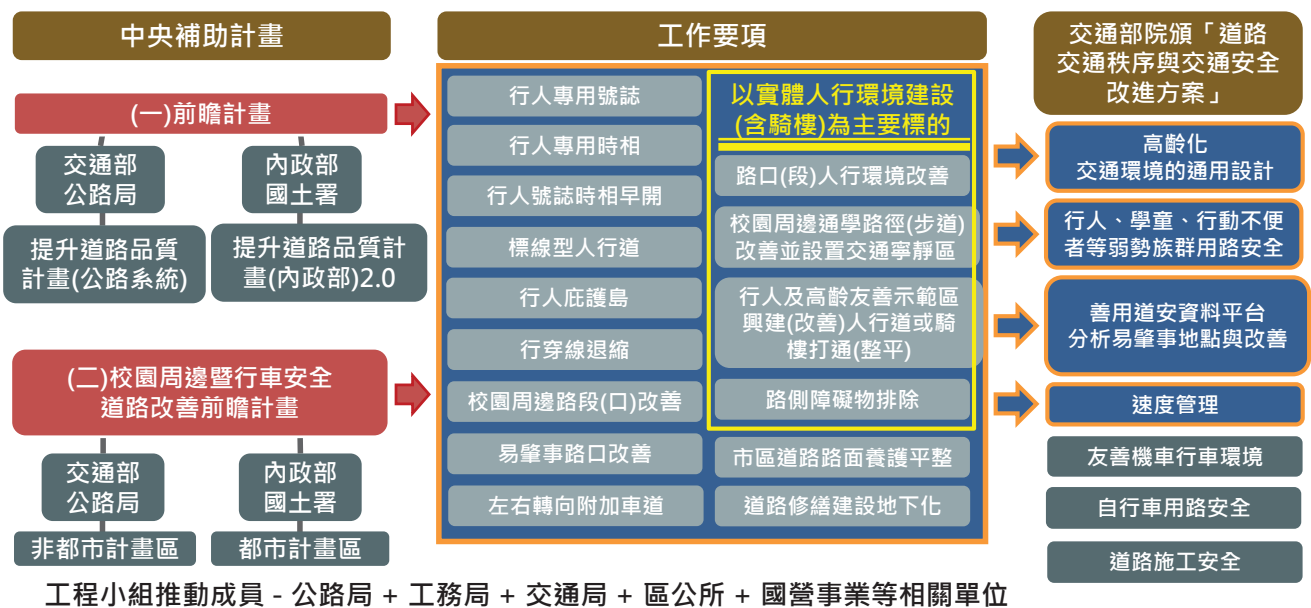 中央補助計畫
(一)前瞻計畫
交通部
公路局
內政部
國土署
提升道路品質
計畫(公路系統)
提升道路品質計
畫(內政部)2.0
(二)校園周邊暨行車安全
道路改善前瞻計畫
交通部
公路局
內政部
國土署
非都市計畫區
都市計畫區
工作要項
行人專用號誌
行人專用時相
行人號誌時相早開
標線型人行道
行人庇護島
行穿線退縮
校園周邊路段(口)改善
易肇事路口改善
左右轉向附加車道
以實體人行環境建設
(含騎樓)為主要標的
路口(段)人行環境改善
校園周邊通學路徑(步道)
改善並設置交通寧靜區
行人及高齡友善示範區
興建(改善)人行道或騎
樓打通(整平)
路側障礙物排除
市區道路路面養護平整
道路修繕建設地下化
交通部院頒「道路
交通秩序與交通安全
改進方案」
高齡化
交通環境的通用設計
行人、學童、行動不便
者等弱勢族群用路安全
善用道安資料平台
分析易肇事地點與改善
速度管理
友善機車行車環境
自行車用路安全
道路施工安全
工程小組推動成員 - 公路局 + 工務局 + 交通局 + 區公所 + 國營事業等相關單位